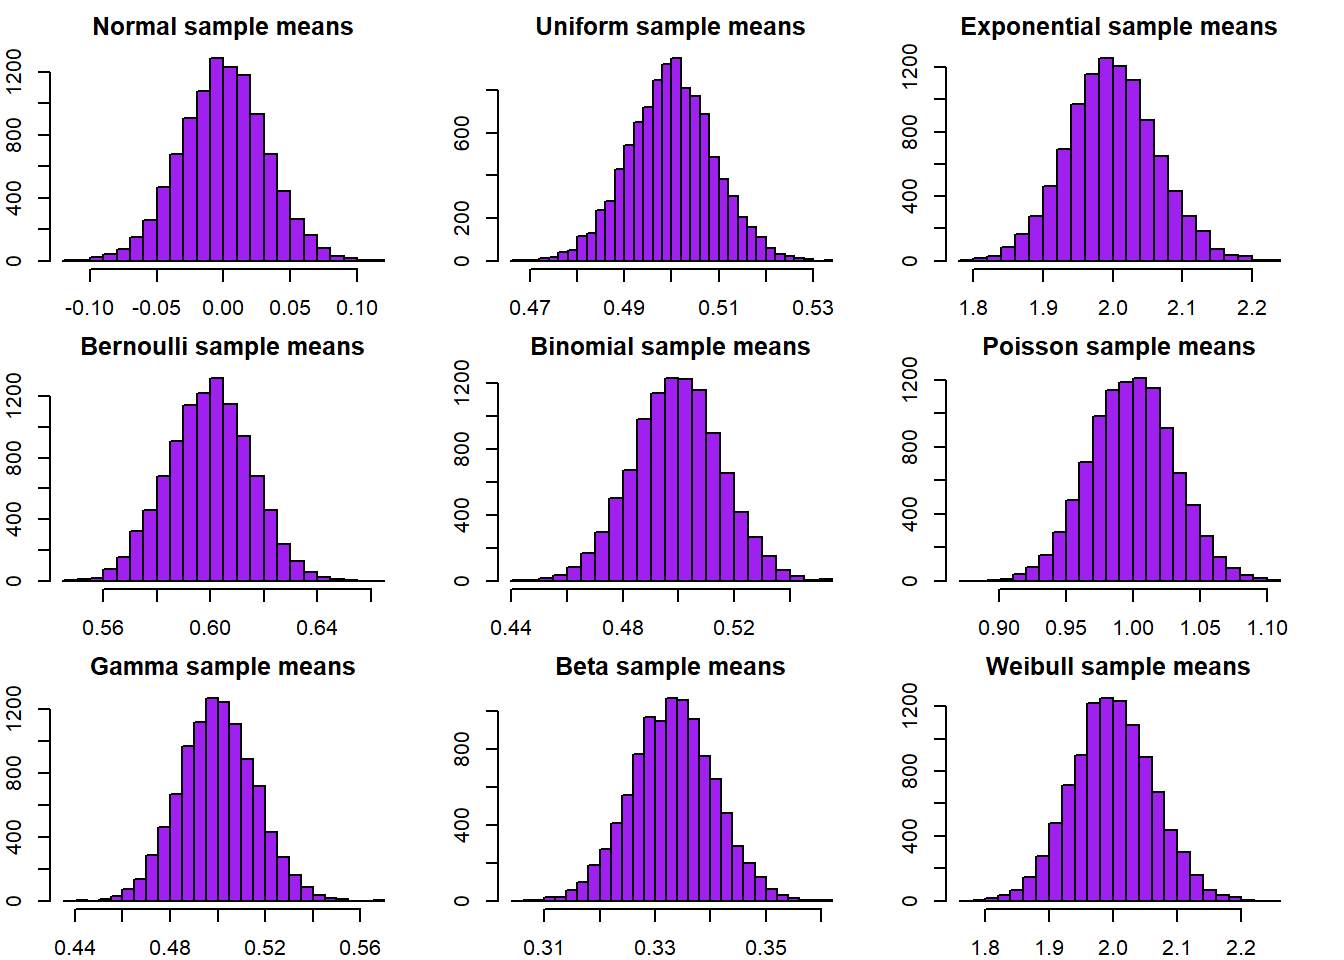 Normal sample means
0 400 800 1200
-0.10 -0.05 0.00 0.05 0.10
Uniform sample means
0 200 600
0.47 0.49 0.51 0.53
Exponential sample means
0 400 800 1200
1.8 1.9 2.0 2.1 2.2
Bernoulli sample means
0 400 800 1200
0.56 0.60 0.64
Binomial sample means
0 400 800 1200
0.44 0.48 0.52
Poisson sample means
0 400 800 1200
0.90 0.95 1.00 1.05 1.10
Gamma sample means
0 400 800 1200
0.44 0.48 0.52 0.56
Beta sample means
0 400 800
0.31 0.33 0.35
Weibull sample means
0 400 800 1200
1.8 1.9 2.0 2.1 2.2